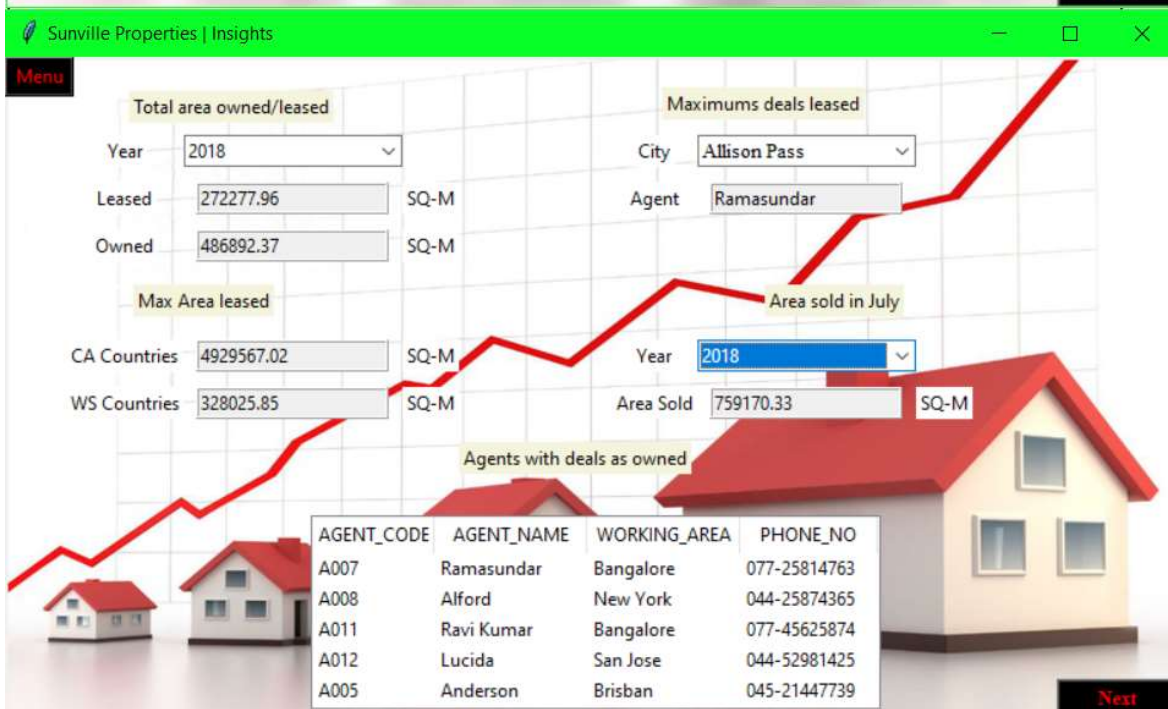 Sunville Properties | Insights
Menu
Total area owned/leased
Maximums deals leased
Year 2018
City Allison Pass
Leased 272277.96 SQ-M
Agent Ramasundar
Owned 486892.37 SQ-M
Max Area leased
Area sold in July
CA Countries 4929567.02 SQ-M
Year 2018
WS Countries 328025.85 SQ-M
Area Sold 759170.33 SQ-M
Agents with deals as owned
AGENT_CODE AGENT_NAME WORKING_AREA PHONE_NO
A007 Ramasundar Bangalore 077-25814763
A008 Alford New York 044-25874365
A011 Ravi Kumar Bangalore 077-45625874
A012 Lucida San Jose 044-52981425
A005 Anderson Brisban 045-21447739
Next